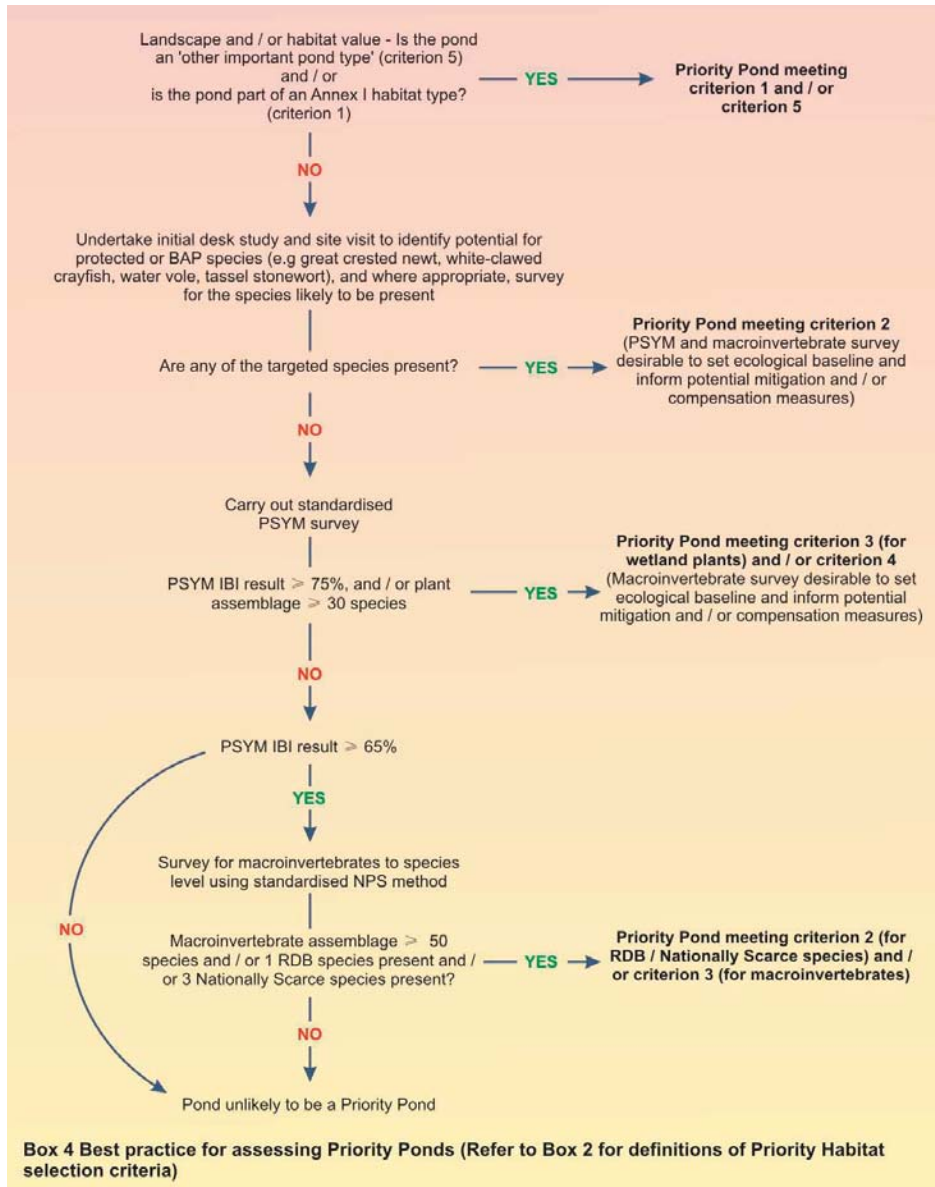 Landscape and / or habitat value - Is the pond
an 'other important pond type' (criterion 5)
and / or
is the pond part of an Annex I habitat type?
(criterion 1)
YES
Priority Pond meeting
criterion 1 and / or
criterion 5
NO
Undertake initial desk study and site visit to identify potential for
protected or BAP species (e.g great crested newt, white-clawed
crayfish, water vole, tassel stonewort), and where appropriate, survey
for the species likely to be present
Are any of the targeted species present?
YES
Priority Pond meeting criterion 2
(PSYM and macroinvertebrate survey
desirable to set ecological baseline and
inform potential mitigation and / or
compensation measures)
NO
Carry out standardised
PSYM survey
PSYM IBI result ⩾ 75%, and / or plant
assemblage ⩾ 30 species
YES
Priority Pond meeting criterion 3 (for
wetland plants) and / or criterion 4
(Macroinvertebrate survey desirable to set
ecological baseline and inform potential
mitigation and / or compensation measures)
NO
PSYM IBI result ⩾ 65%
YES
Survey for macroinvertebrates to species
level using standardised NPS method
NO
Macroinvertebrate assemblage ⩾ 50
species and / or 1 RDB species present and /
or 3 Nationally Scarce species present?
YES
Priority Pond meeting criterion 2 (for
RDB / Nationally Scarce species) and /
or criterion 3 (for macroinvertebrates)
NO
Pond unlikely to be a Priority Pond
Box 4 Best practice for assessing Priority Ponds (Refer to Box 2 for definitions of Priority Habitat
selection criteria)